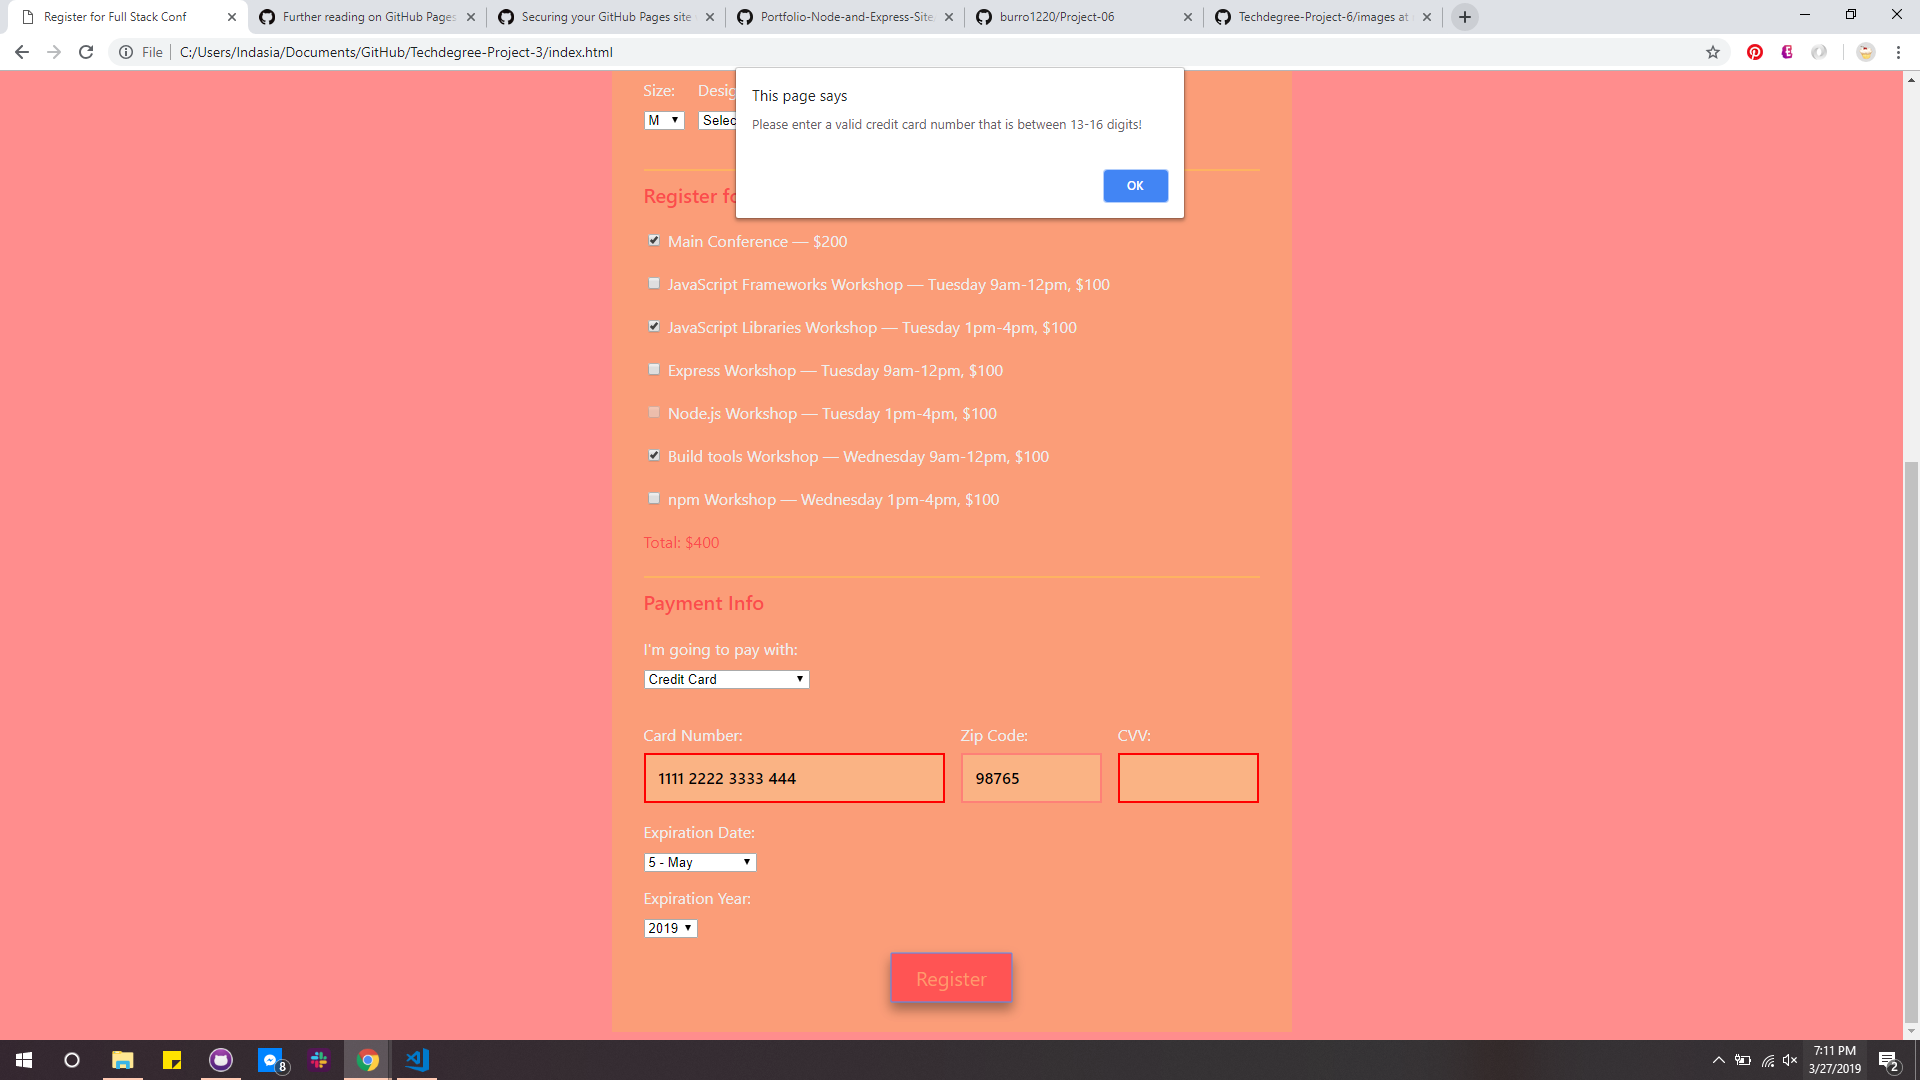 Register for Full Stack Conf
Further reading on GitHub Pages
Securing your GitHub Pages site
Portfolio-Node-and-Express-Site
burro1220/Project-06
Techdegree-Project-6/images at
File
C:/Users/Indasia/Documents/GitHub/Techdegree-Project-3/index.html
This page says
Please enter a valid credit card number that is between 13-16 digits!
OK
Size:
M
Register
Main Conference — $200
JavaScript Frameworks Workshop — Tuesday 9am-12pm, $100
JavaScript Libraries Workshop — Tuesday 1pm-4pm, $100
Express Workshop — Tuesday 9am-12pm, $100
Node.js Workshop — Tuesday 1pm-4pm, $100
Build tools Workshop — Wednesday 9am-12pm, $100
npm Workshop — Wednesday 1pm-4pm, $100
Total: $400
Payment Info
I'm going to pay with:
Credit Card
Card Number: Zip Code: CVV:
1111 2222 3333 444 98765
Expiration Date:
5 - May
Expiration Year:
2019
Register
8
7:11 PM
3/27/2019
2